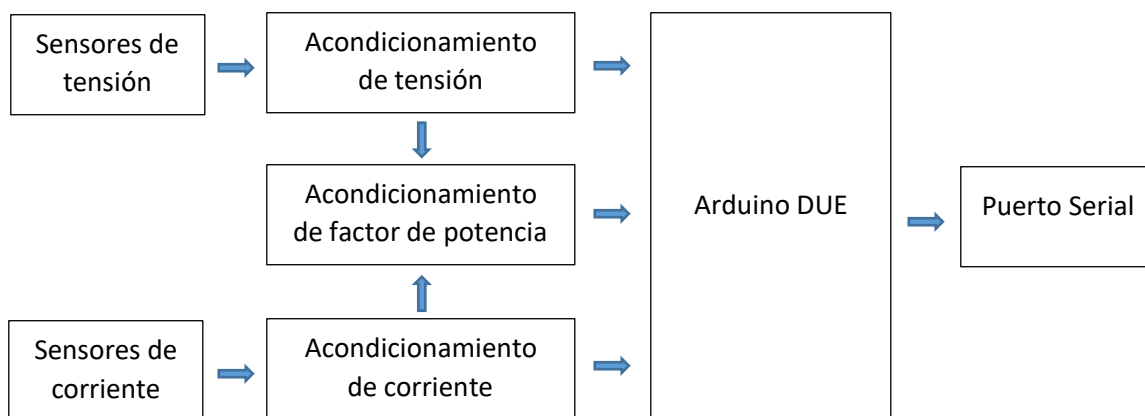 Sensores de
tensión
Acondicionamiento
de tensión
Acondicionamiento
de factor de potencia
Arduino DUE
Puerto Serial
Sensores de
corriente
Acondicionamiento
de corriente